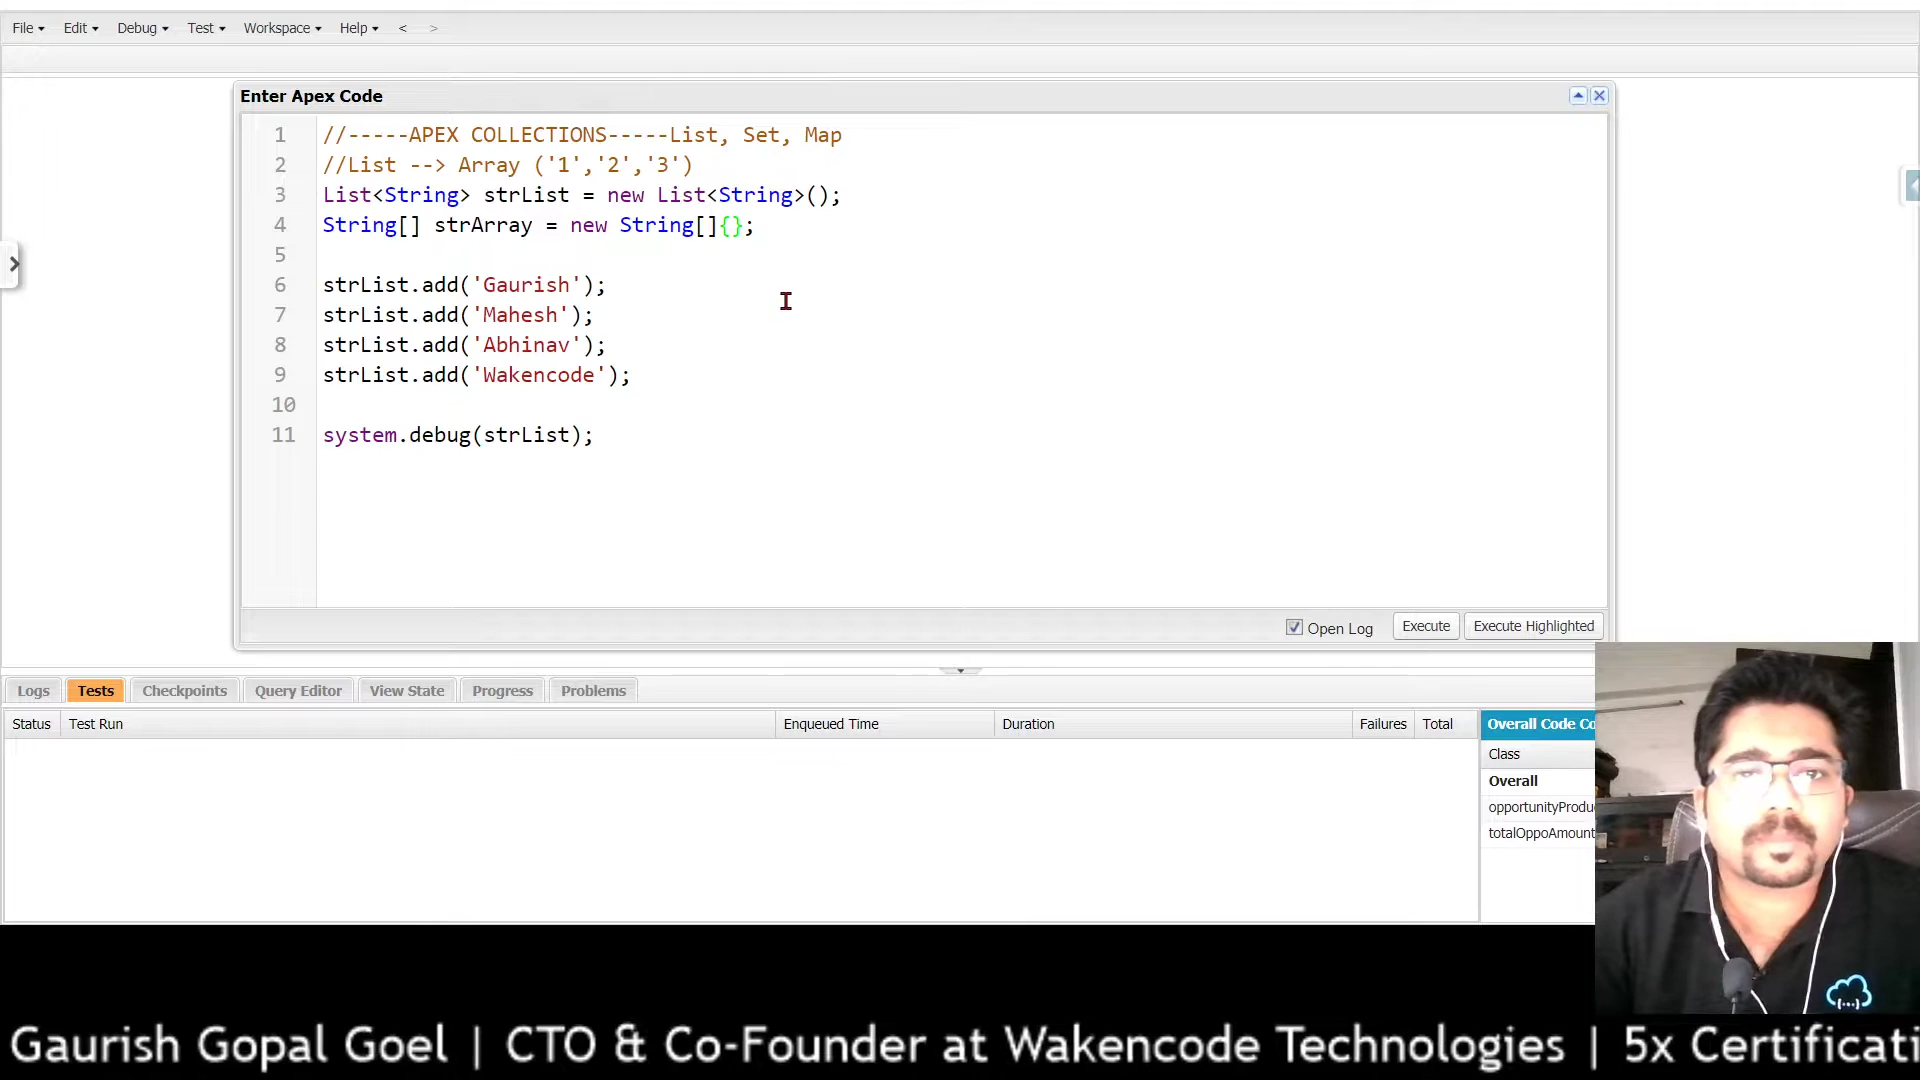 File Edit Debug Test Workspace Help < >
Enter Apex Code
1 //-----APEX COLLECTIONS-----List, Set, Map
2 //List --> Array ('1','2','3')
3 List<String> strList = new List<String>();
4 String[] strArray = new String[]{};
5
6 strList.add('Gaurish');
7 strList.add('Mahesh');
8 strList.add('Abhinav');
9 strList.add('Wakencode');
10
11 system.debug(strList);
Open Log Execute Execute Highlighted
Logs Tests Checkpoints Query Editor View State Progress Problems
Status Test Run Enqueued Time Duration Failures Total Overall Code Co
Class
Overall
opportunityProdu
totalOppoAmount
Gaurish Gopal Goel | CTO & Co-Founder at Wakencode Technologies | 5x Certificati